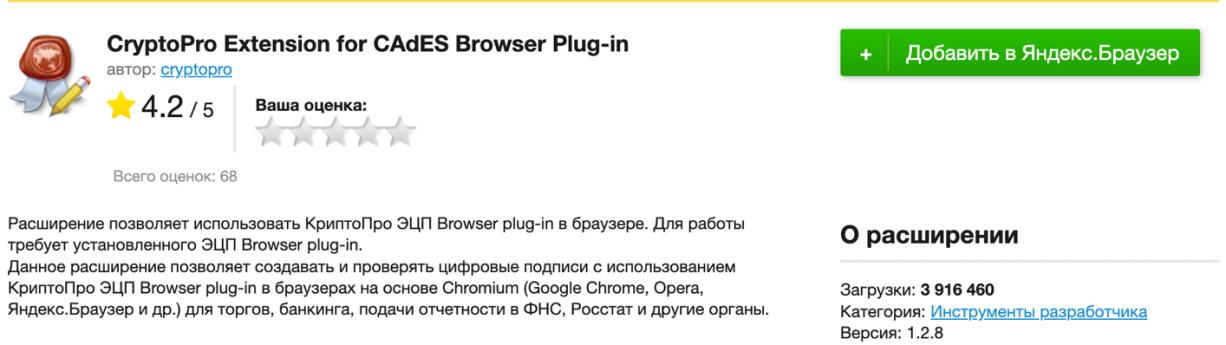 CryptoPro Extension for CAdES Browser Plug-in
автор: cryptopro
4.2 / 5
Ваша оценка:
Всего оценок: 68
+ Добавить в Яндекс.Браузер
Расширение позволяет использовать КриптоПро ЭЦП Browser plug-in в браузере. Для работы
требует установленного ЭЦП Browser plug-in.
Данное расширение позволяет создавать и проверять цифровые подписи с использованием
КриптоПро ЭЦП Browser plug-in в браузерах на основе Chromium (Google Chrome, Opera,
Яндекс.Браузер и др.) для торгов, банкинга, подачи отчетности в ФНС, Росстат и другие органы.
О расширении
Загрузки: 3 916 460
Категория: Инструменты разработчика
Версия: 1.2.8